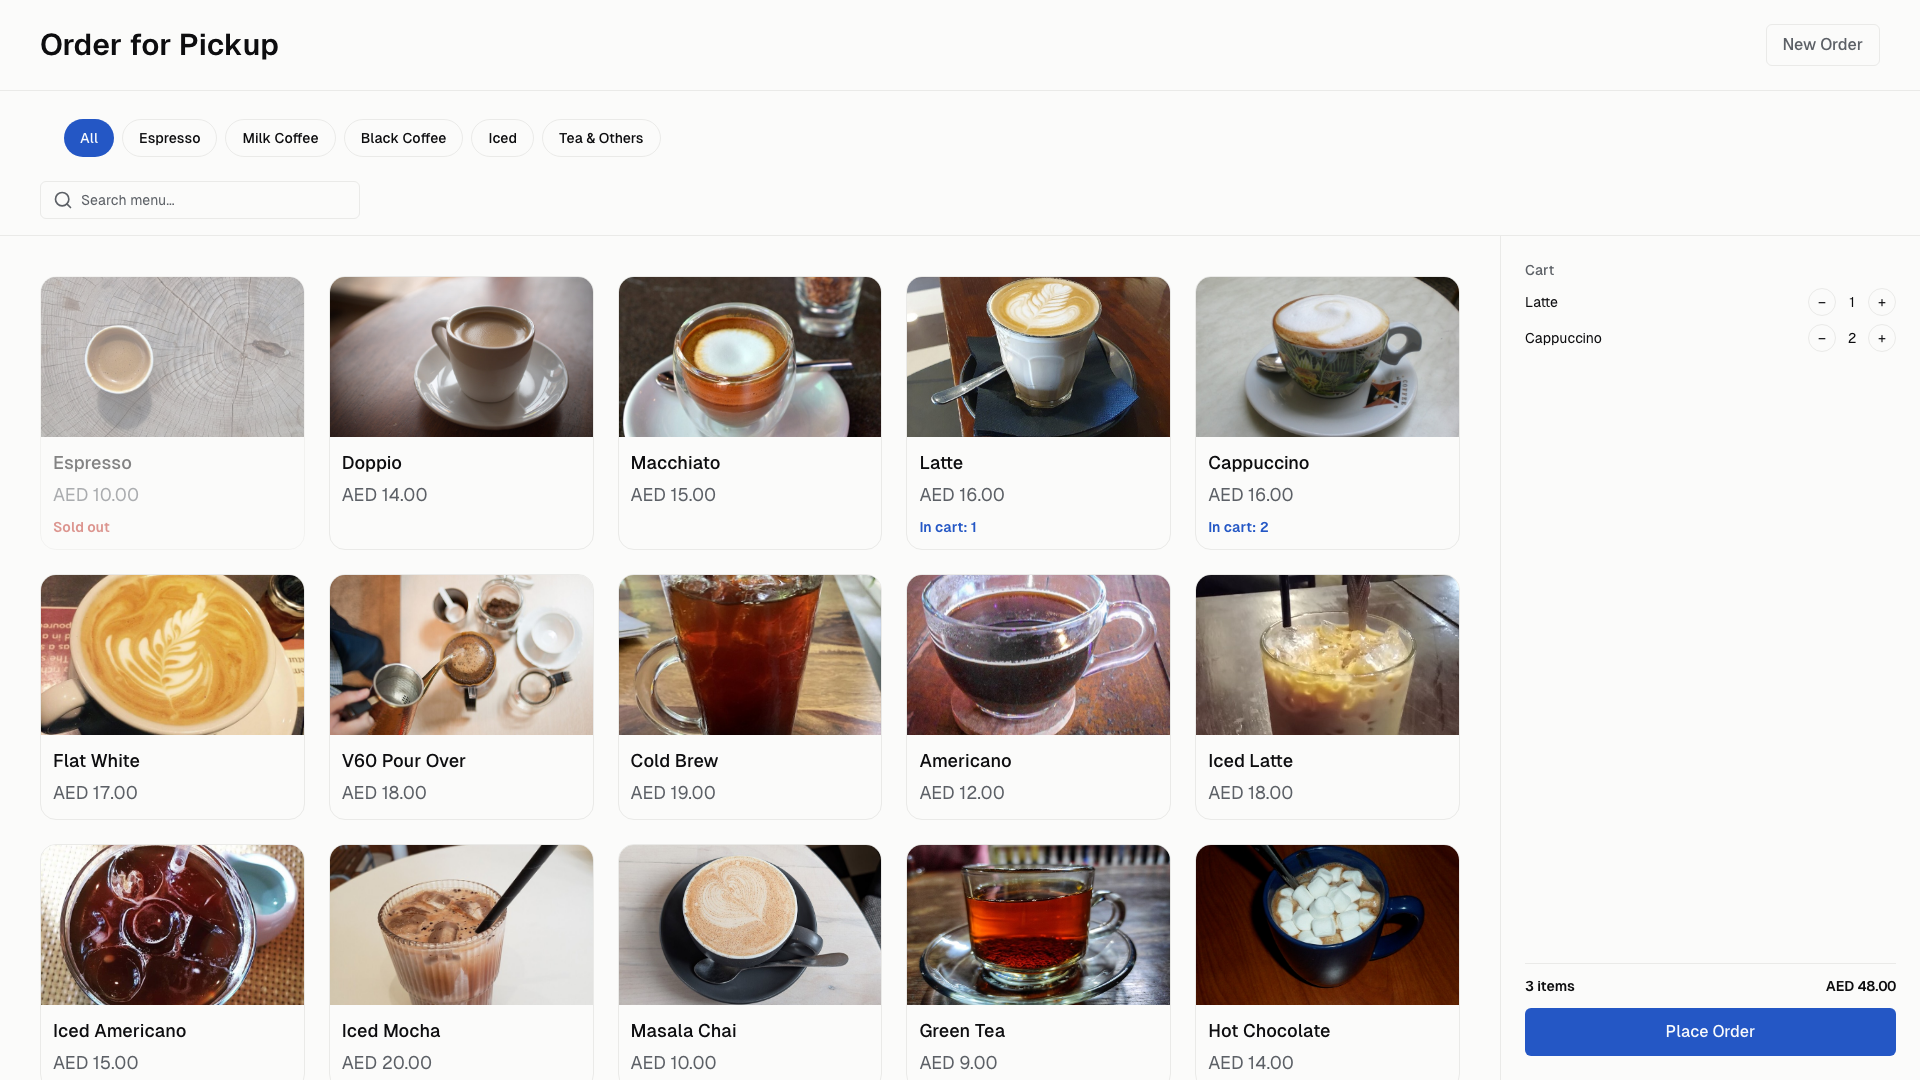 Order for Pickup
New Order
All
Espresso
Milk Coffee
Black Coffee
Iced
Tea & Others
Search menu...
Cart
Latte
− 1 +
Cappuccino
− 2 +
Espresso
AED 10.00
Sold out
Doppio
AED 14.00
Macchiato
AED 15.00
Latte
AED 16.00
In cart: 1
Cappuccino
AED 16.00
In cart: 2
Flat White
AED 17.00
V60 Pour Over
AED 18.00
Cold Brew
AED 19.00
Americano
AED 12.00
Iced Latte
AED 18.00
Iced Americano
AED 15.00
Iced Mocha
AED 20.00
Masala Chai
AED 10.00
Green Tea
AED 9.00
Hot Chocolate
AED 14.00
3 items
AED 48.00
Place Order